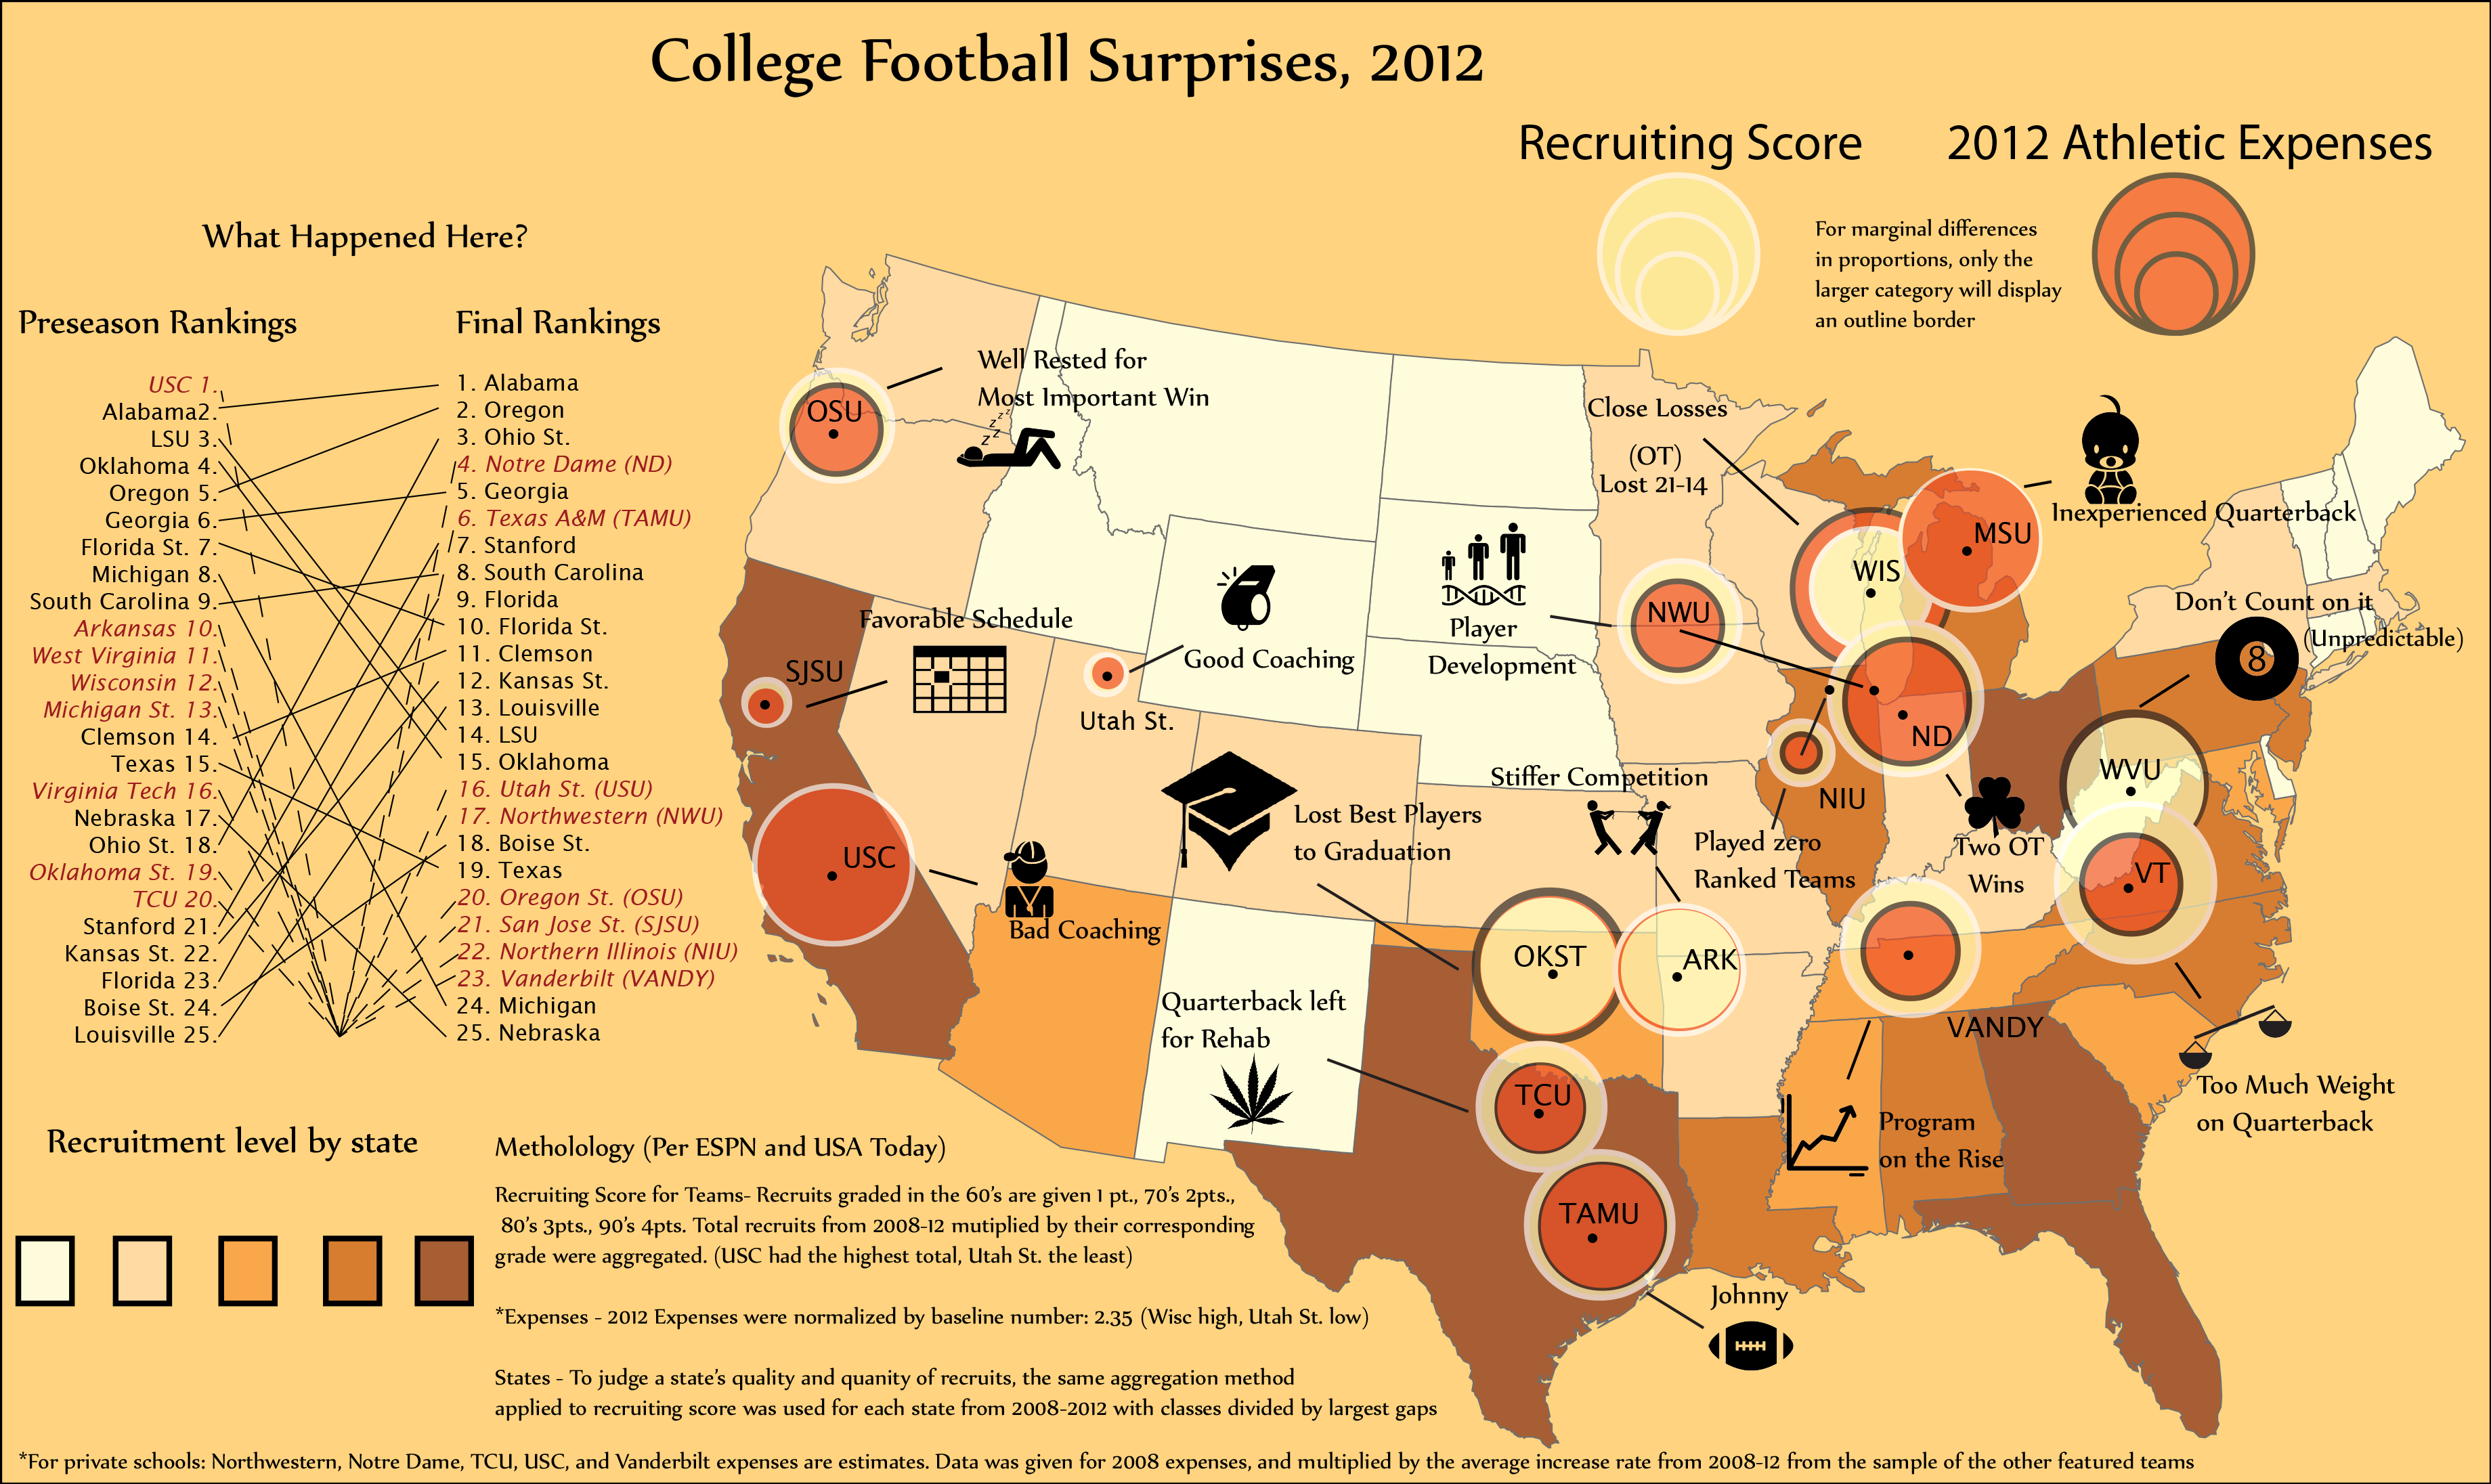 College Football Surprises, 2012
Recruiting Score
2012 Athletic Expenses
For marginal differences
in proportions, only the
larger category will display
an outline border
What Happened Here?
Preseason Rankings
USC 1.
Alabama2.
LSU 3.
Oklahoma 4.
Oregon 5.
Georgia 6.
Florida St. 7.
Michigan 8.
South Carolina 9.
Arkansas 10.
West Virginia 11.
Wisconsin 12.
Michigan St. 13.
Clemson 14.
Texas 15.
Virginia Tech 16.
Nebraska 17.
Ohio St. 18.
Oklahoma St. 19.
TCU 20.
Stanford 21.
Kansas St. 22.
Florida 23.
Boise St. 24.
Louisville 25.
Final Rankings
1. Alabama
2. Oregon
3. Ohio St.
4. Notre Dame (ND)
5. Georgia
6. Texas A&M (TAMU)
7. Stanford
8. South Carolina
9. Florida
10. Florida St.
11. Clemson
12. Kansas St.
13. Louisville
14. LSU
15. Oklahoma
16. Utah St. (USU)
17. Northwestern (NWU)
18. Boise St.
19. Texas
20. Oregon St. (OSU)
21. San Jose St. (SJSU)
22. Northern Illinois (NIU)
23. Vanderbilt (VANDY)
24. Michigan
25. Nebraska
Well Rested for
Most Important Win
z z z
z z
OSU
Close Losses
(OT)
Lost 21-14
WIS
MSU
Inexperienced Quarterback
Player
Development
NWU
Favorable Schedule
SJSU
Good Coaching
Utah St.
Don't Count on it
(Unpredictable)
8
WVU
ND
Two OT
Wins
NIU
Played zero
Ranked Teams
Stiffer Competition
Lost Best Players
to Graduation
USC
Bad Coaching
OKST
ARK
VT
VANDY
Too Much Weight
on Quarterback
Program
on the Rise
Quarterback left
for Rehab
TCU
TAMU
Johnny
Recruitment level by state
Metholology (Per ESPN and USA Today)
Recruiting Score for Teams- Recruits graded in the 60's are given 1 pt., 70's 2pts.,
80's 3pts., 90's 4pts. Total recruits from 2008-12 mutiplied by their corresponding
grade were aggregated. (USC had the highest total, Utah St. the least)
*Expenses - 2012 Expenses were normalized by baseline number: 2.35 (Wisc high, Utah St. low)
States - To judge a state's quality and quanity of recruits, the same aggregation method
applied to recruiting score was used for each state from 2008-2012 with classes divided by largest gaps
*For private schools: Northwestern, Notre Dame, TCU, USC, and Vanderbilt expenses are estimates. Data was given for 2008 expenses, and multiplied by the average increase rate from 2008-12 from the sample of the other featured teams